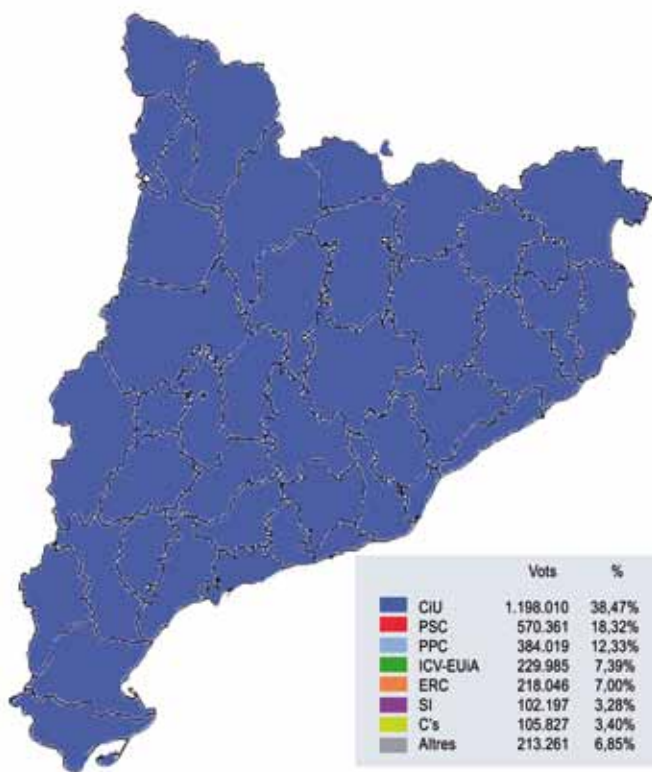 Vots %
CiU 1.198.010 38,47%
PSC 570.361 18,32%
PPC 384.019 12,33%
ICV-EUiA 229.985 7,39%
ERC 218.046 7,00%
SI 102.197 3,28%
C's 105.827 3,40%
Altres 213.261 6,85%